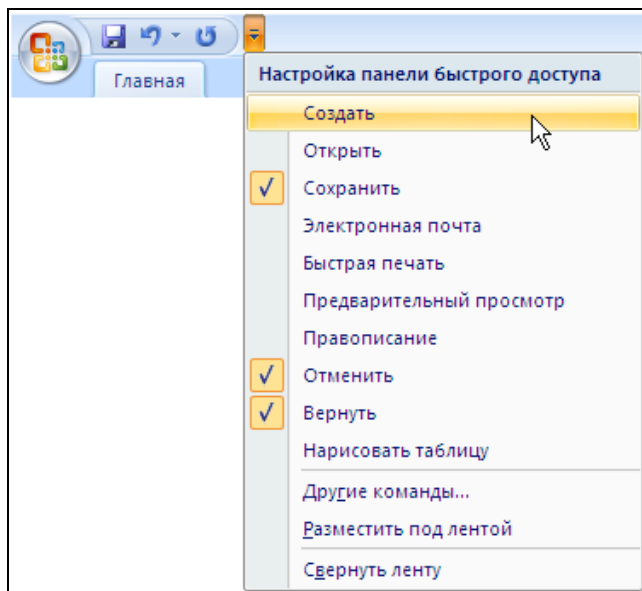 Главная
Настройка панели быстрого доступа
Создать
Открыть
Сохранить
Электронная почта
Быстрая печать
Предварительный просмотр
Правописание
Отменить
Вернуть
Нарисовать таблицу
Другие команды...
Разместить под лентой
Свернуть ленту